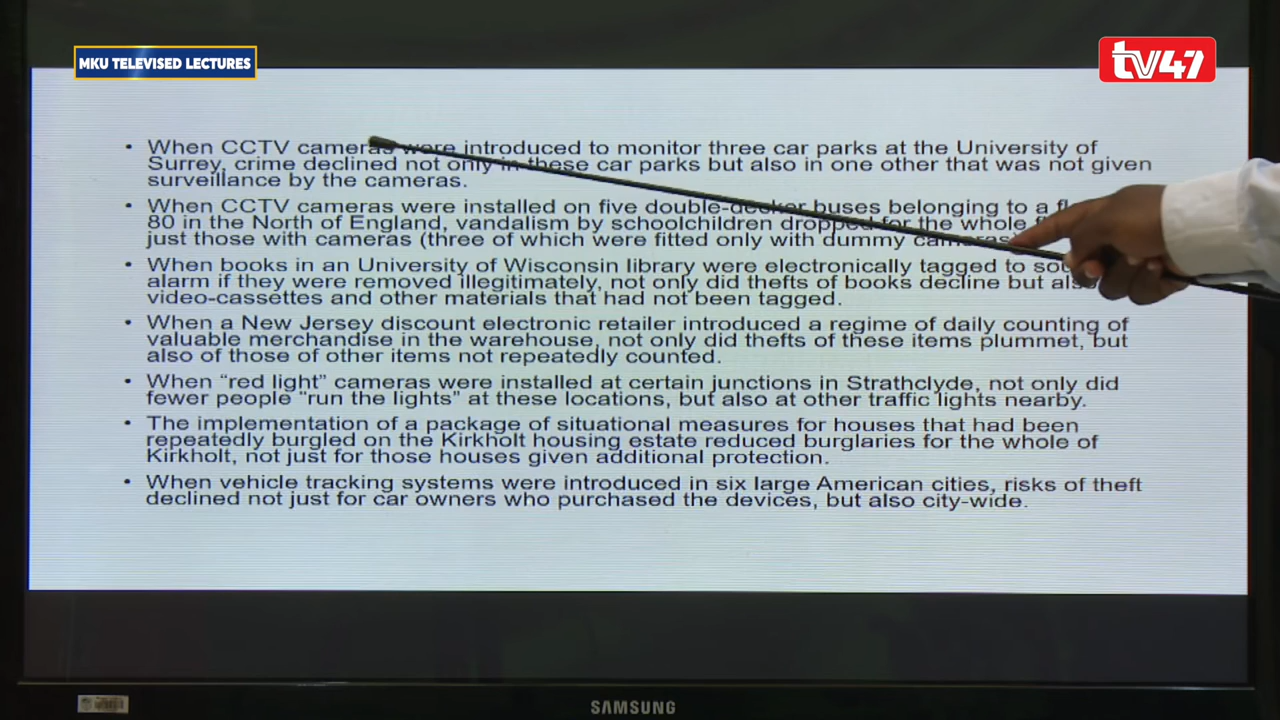 MKU TELEVISED LECTURES
tv47
• When CCTV cameras were introduced to monitor three car parks at the University of
Surrey, crime declined not only in these car parks but also in one other that was not given
surveillance by the cameras.
• When CCTV cameras were installed on five double-decker buses belonging to a
80 in the North of England, vandalism by schoolchildren dropped for the whole
just those with cameras (three of which were fitted only with dummy cameras)
• When books in an University of Wisconsin library were electronically tagged to
alarm if they were removed illegitimately, not only did thefts of books decline but
video-cassettes and other materials that had not been tagged.
• When a New Jersey discount electronic retailer introduced a regime of daily counting of
valuable merchandise in the warehouse, not only did thefts of these items plummet, but
also of those of other items not repeatedly counted.
• When “red light” cameras were installed at certain junctions in Strathclyde, not only did
fewer people “run the lights” at these locations, but also at other traffic lights nearby.
• The implementation of a package of situational measures for houses that had been
repeatedly burgled on the Kirkholt housing estate reduced burglaries for the whole of
Kirkholt, not just for those houses given additional protection.
• When vehicle tracking systems were introduced in six large American cities, risks of theft
declined not just for car owners who purchased the devices, but also city-wide.
SAMSUNG